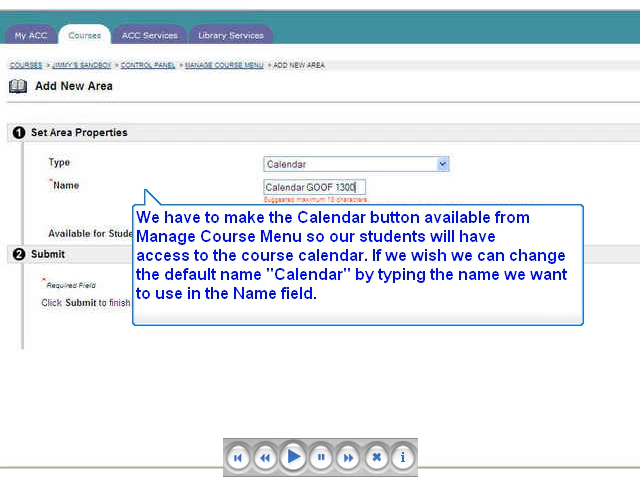 My ACC Courses ACC Services Library Services
COURSES > JIMMY'S SANDBOX > CONTROL PANEL > MANAGE COURSE MENU > ADD NEW AREA
Add New Area
1 Set Area Properties
Type Calendar
*Name Calendar GOOF 1300
Suggested maximum 18 characters
We have to make the Calendar button available from
Manage Course Menu so our students will have
access to the course calendar. If we wish we can change
the default name "Calendar" by typing the name we want
to use in the Name field.
Available for Stude
2 Submit
*Required Field
Click Submit to finish.